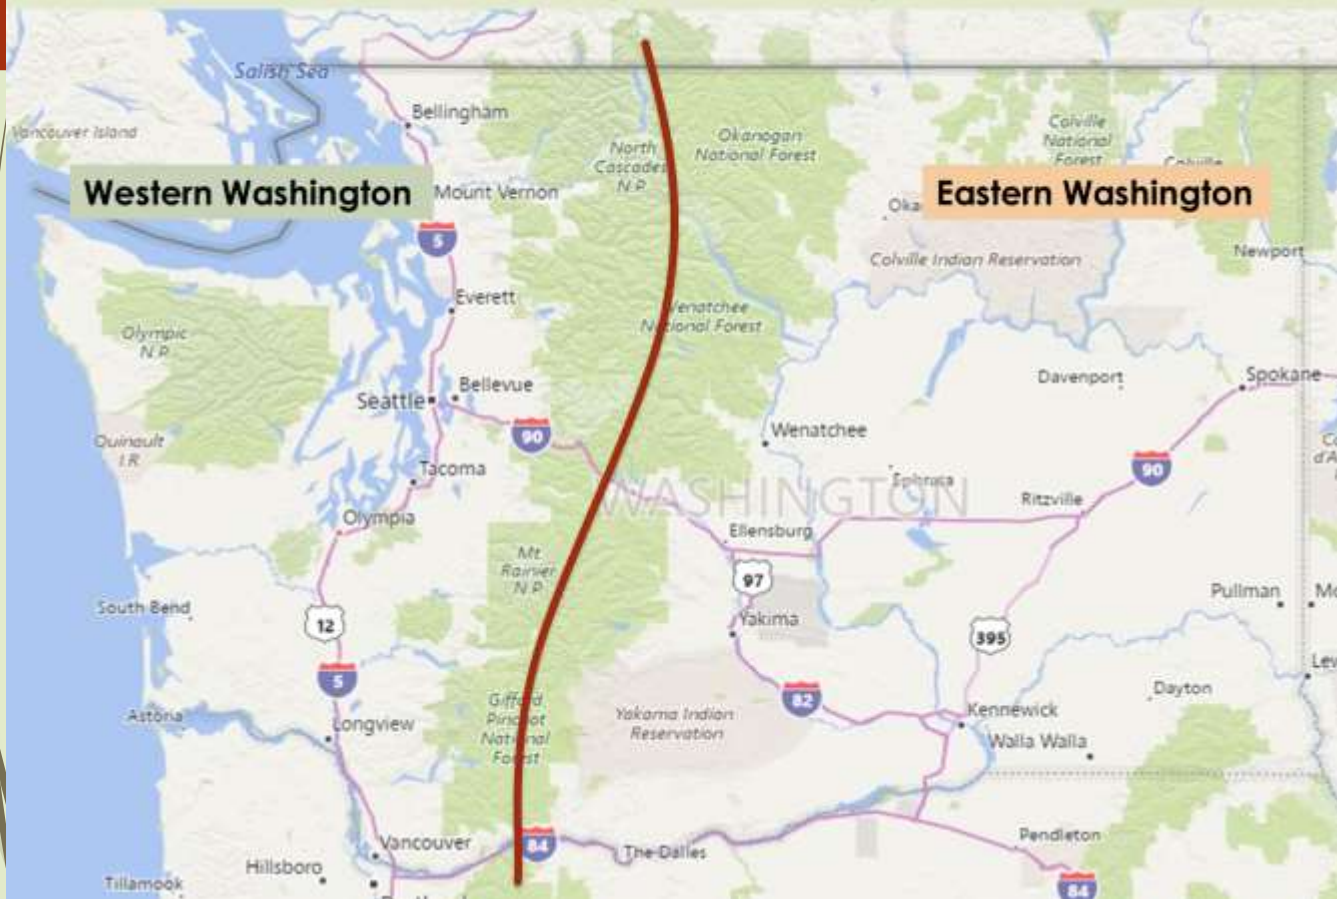 Salish Sea
Vancouver Island
Bellingham
North
Cascades
N.P.
Okanogan
National Forest
Colville
National
Forest
Western Washington
Mount Vernon
Eastern Washington
5
Colville Indian Reservation
Newport
Everett
Wenatchee
National Forest
Olympic
N.P.
Bellevue
Seattle
Davenport
Spokane
90
Wenatchee
Quinault
I.R.
Tacoma
Ephrata
90
WASHINGTON
Ritzville
Olympia
Ellensburg
Mt
Rainier
N.P.
97
Pullman
South Bend
12
Yakima
395
5
82
Gifford
Pinchot
National
Forest
Yakama Indian
Reservation
Dayton
Astoria
Longview
Kennewick
Walla Walla
Vancouver
84
The Dalles
Pendleton
Hillsboro
Tillamook
84